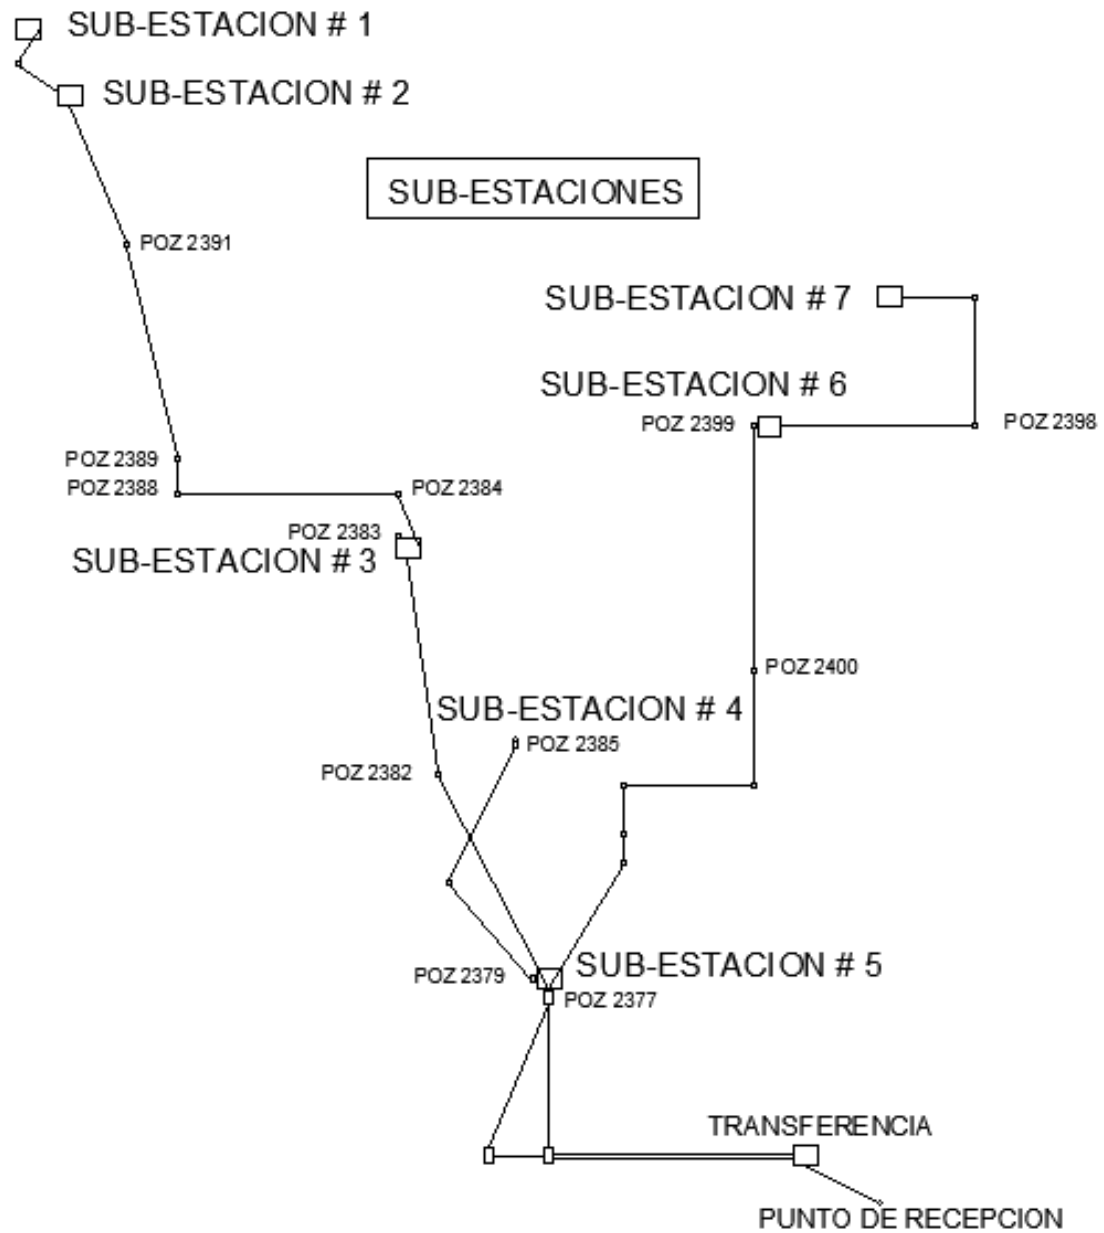 SUB-ESTACION # 1
SUB-ESTACION # 2
SUB-ESTACIONES
POZ 2391
SUB-ESTACION # 7
SUB-ESTACION # 6
POZ 2399
POZ 2398
POZ 2389
POZ 2388
POZ 2384
POZ 2383
SUB-ESTACION # 3
POZ 2400
SUB-ESTACION # 4
POZ 2385
POZ 2382
SUB-ESTACION # 5
POZ 2379
POZ 2377
TRANSFERENCIA
PUNTO DE RECEPCION